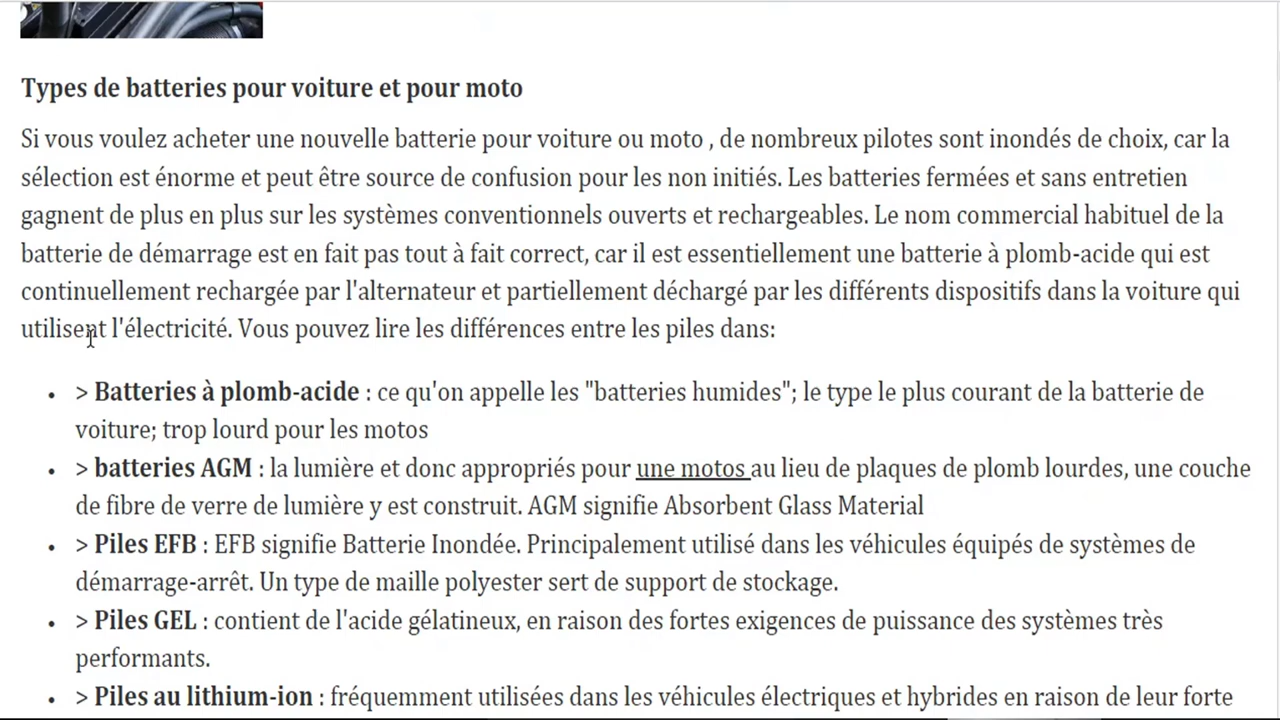 Types de batteries pour voiture et pour moto
Si vous voulez acheter une nouvelle batterie pour voiture ou moto , de nombreux pilotes sont inondés de choix, car la
sélection est énorme et peut être source de confusion pour les non initiés. Les batteries fermées et sans entretien
gagnent de plus en plus sur les systèmes conventionnels ouverts et rechargeables. Le nom commercial habituel de la
batterie de démarrage est en fait pas tout à fait correct, car il est essentiellement une batterie à plomb-acide qui est
continuellement rechargée par l'alternateur et partiellement déchargé par les différents dispositifs dans la voiture qui
utilisent l'électricité. Vous pouvez lire les différences entre les piles dans:
• > Batteries à plomb-acide : ce qu'on appelle les "batteries humides"; le type le plus courant de la batterie de
voiture; trop lourd pour les motos
• > batteries AGM : la lumière et donc appropriés pour une motos au lieu de plaques de plomb lourdes, une couche
de fibre de verre de lumière y est construit. AGM signifie Absorbent Glass Material
• > Piles EFB : EFB signifie Batterie Inondée. Principalement utilisé dans les véhicules équipés de systèmes de
démarrage-arrêt. Un type de maille polyester sert de support de stockage.
• > Piles GEL : contient de l'acide gélatineux, en raison des fortes exigences de puissance des systèmes très
performants.
• > Piles au lithium-ion : fréquemment utilisées dans les véhicules électriques et hybrides en raison de leur forte